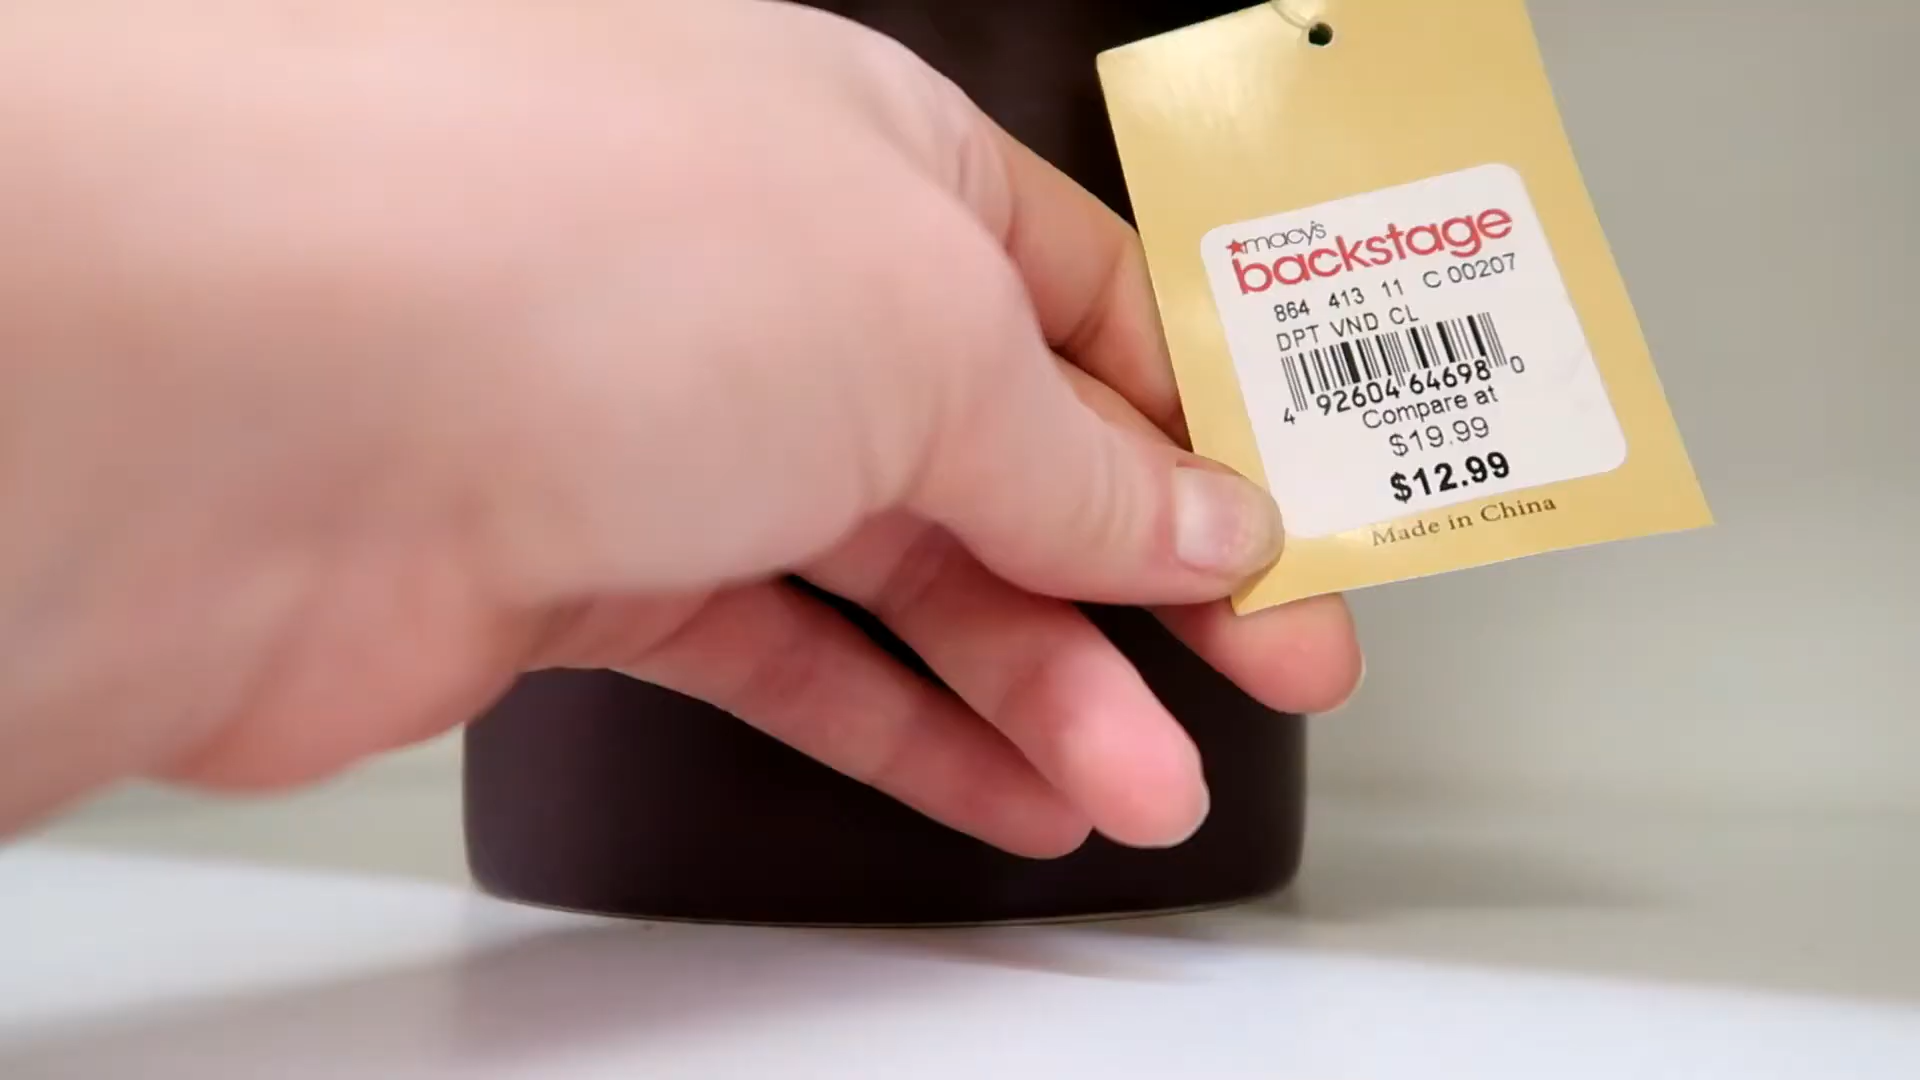 macy's
backstage
864 413 11 C 00207
DPT VND CL
4 92604 64698 0
Compare at
$19.99
$12.99
Made in China